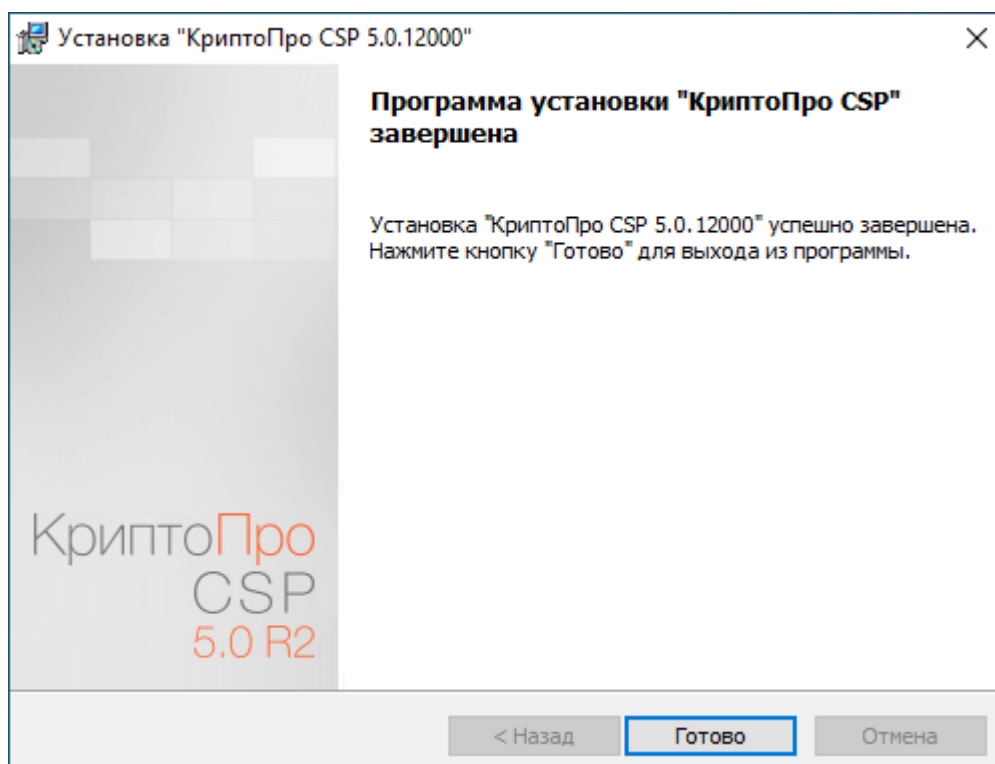 Установка "КриптоПро CSP 5.0.12000"
Программа установки "КриптоПро CSP"
завершена
Установка "КриптоПро CSP 5.0.12000" успешно завершена.
Нажмите кнопку "Готово" для выхода из программы.
КриптоПро
CSP
5.0 R2
< Назад
Готово
Отмена